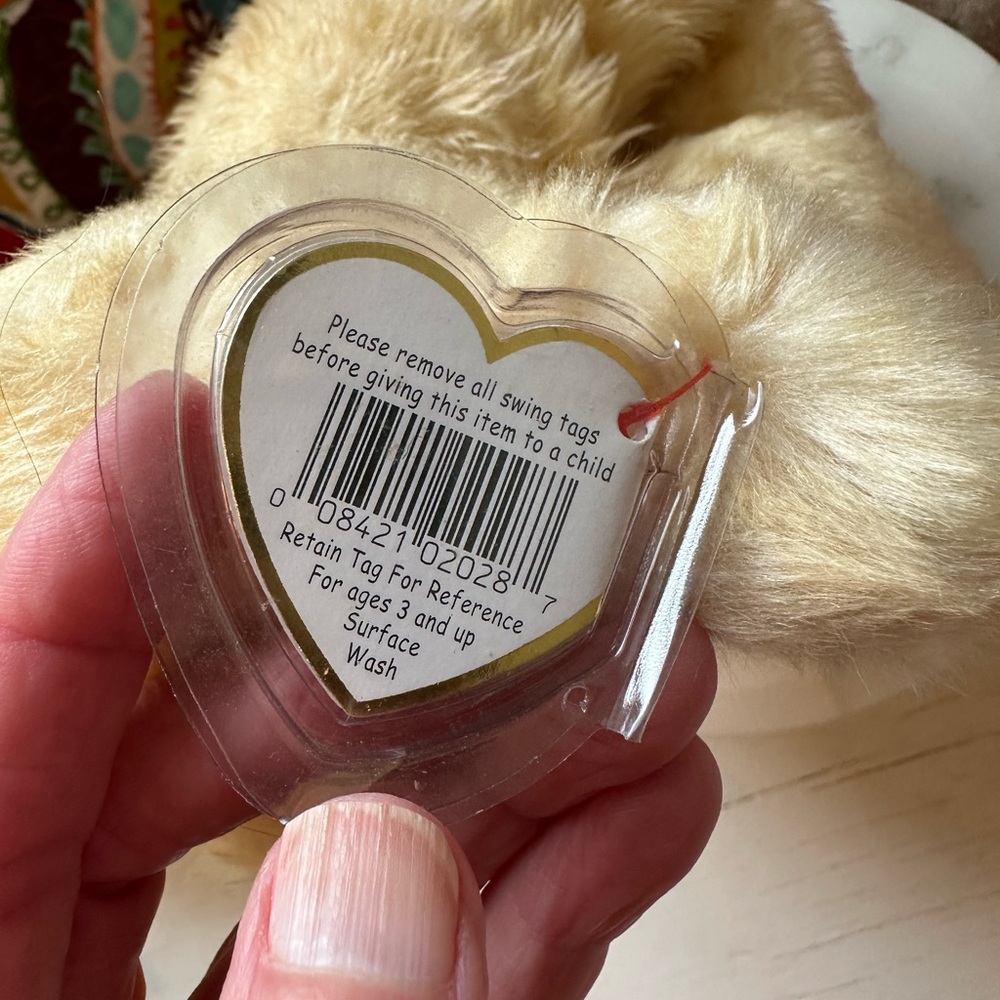 Please remove all swing tags
before giving this item to a child
0 08421 02028 7
Retain Tag For Reference
For ages 3 and up
Surface
Wash